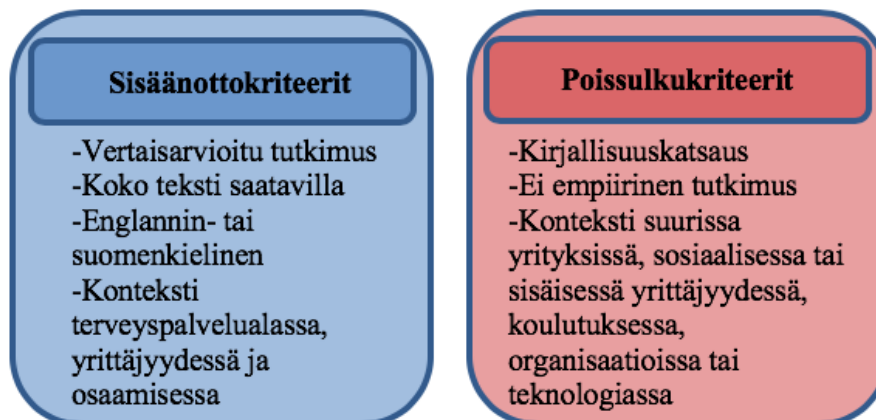 Sisäänottokriteerit
-Vertaisarvioitu tutkimus
-Koko teksti saatavilla
-Englannin- tai
suomenkielinen
-Konteksti
terveyspalvelualassa,
yrittäjyydessä ja
osaamisessa
Poissulkukriteerit
-Kirjallisuuskatsaus
-Ei empiirinen tutkimus
-Konteksti suurissa
yrityksissä, sosiaalisessa tai
sisäisessä yrittäjyydessä,
koulutuksessa,
organisaatioissa tai
teknologiassa